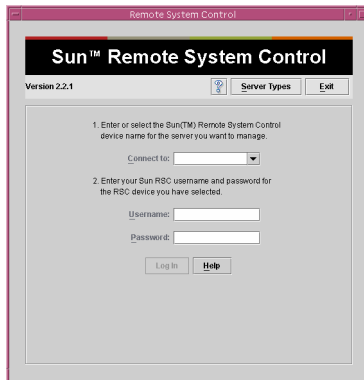 Remote System Control
Sun™ Remote System Control
Version 2.2.1
Server Types
Exit
1. Enter or select the Sun(TM) Remote System Control
device name for the server you want to manage.
Connect to:
2. Enter your Sun RSC username and password for
the RSC device you have selected.
Username:
Password:
Log In
Help